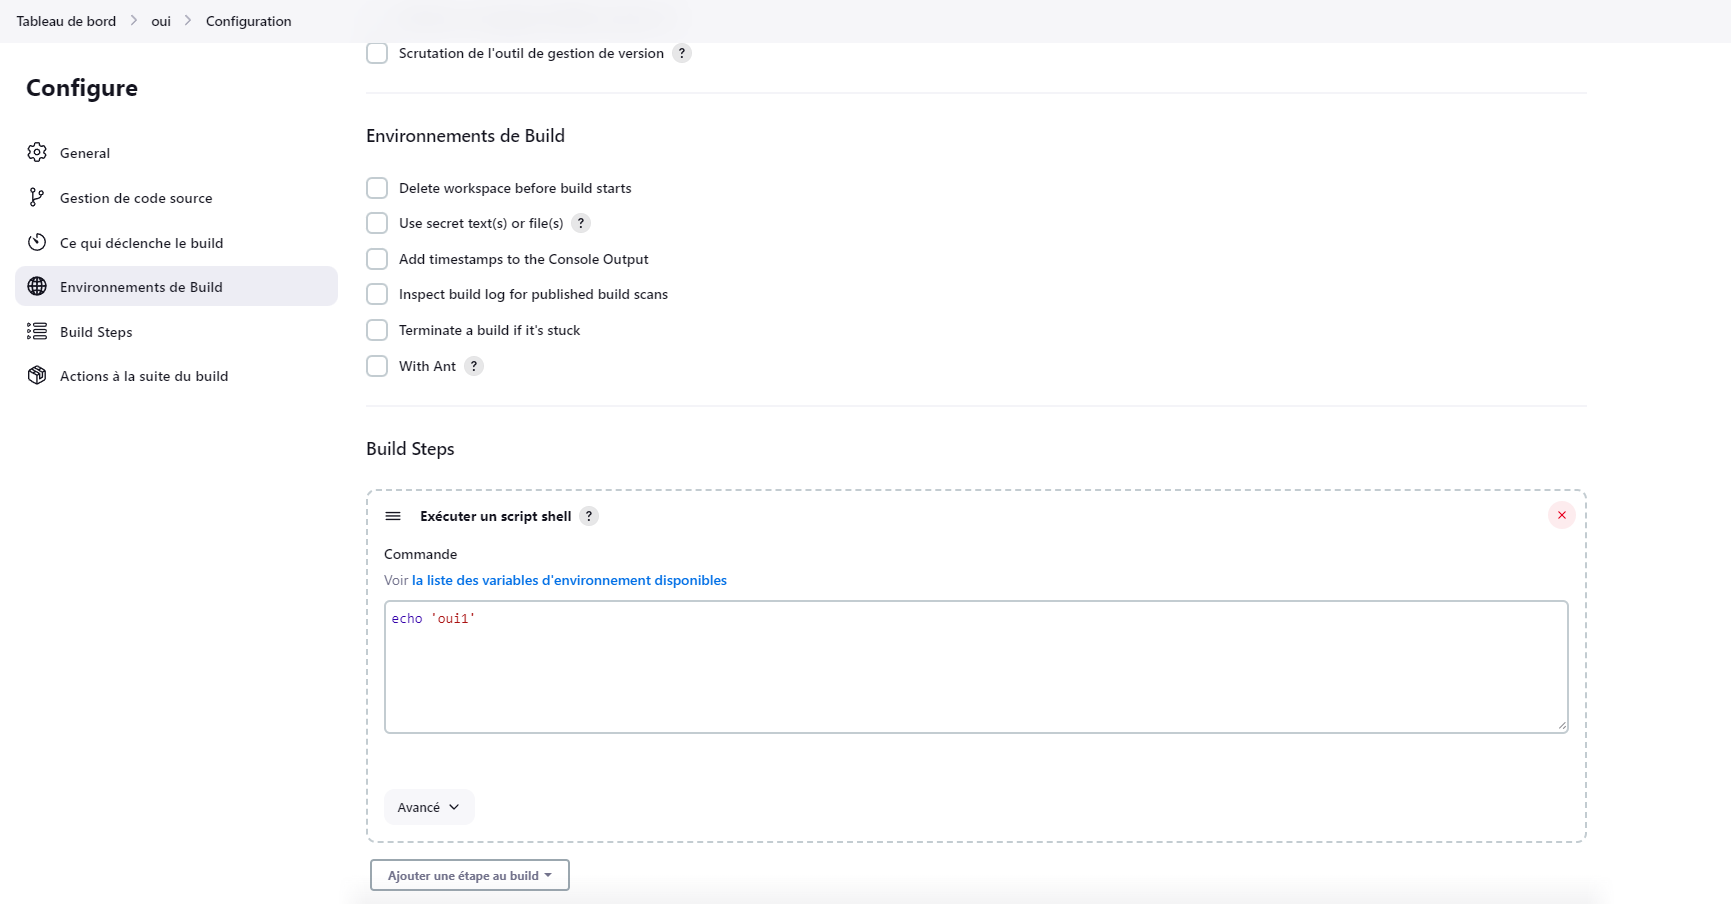 Tableau de bord > oui > Configuration
Configure
General
Gestion de code source
Ce qui déclenche le build
Environnements de Build
Build Steps
Actions à la suite du build
Scrutation de l'outil de gestion de version ?
Environnements de Build
Delete workspace before build starts
Use secret text(s) or file(s) ?
Add timestamps to the Console Output
Inspect build log for published build scans
Terminate a build if it's stuck
With Ant ?
Build Steps
Exécuter un script shell ?
Commande
Voir la liste des variables d'environnement disponibles
echo 'oui1'
Avancé
Ajouter une étape au build